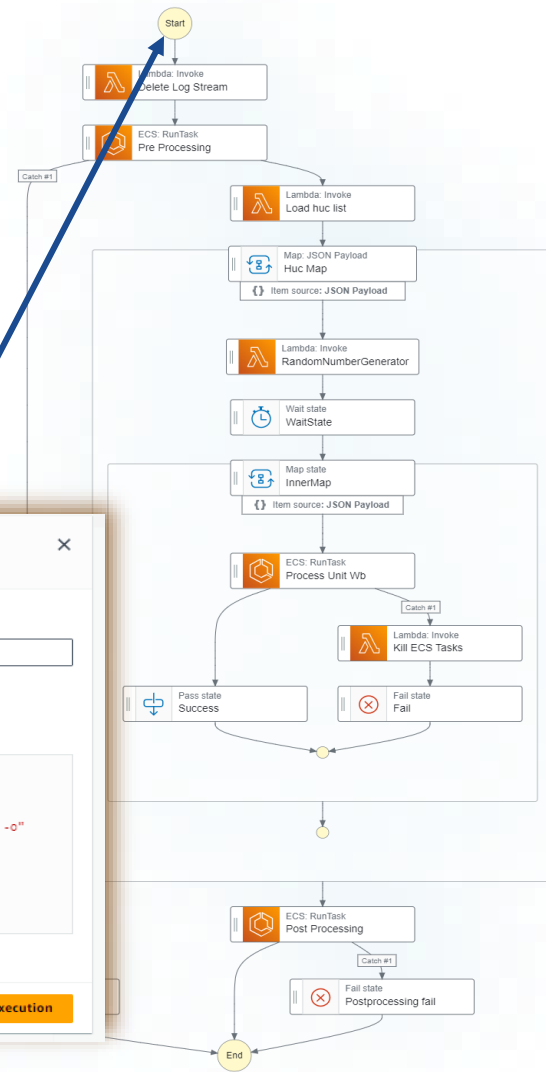 Start
Lambda: Invoke
Delete Log Stream
ECS: RunTask
Pre Processing
Catch #1
Lambda: Invoke
Load huc list
Map: JSON Payload
Huc Map
{} Item source: JSON Payload
Lambda: Invoke
RandomNumberGenerator
Wait state
WaitState
Map state
InnerMap
{} Item source: JSON Payload
ECS: RunTask
Process Unit Wb
Catch #1
Lambda: Invoke
Kill ECS Tasks
Pass state
Success
Fail state
Fail
-o"
ECS: RunTask
Post Processing
Catch #1
Fail state
Postprocessing fail
xecution
End